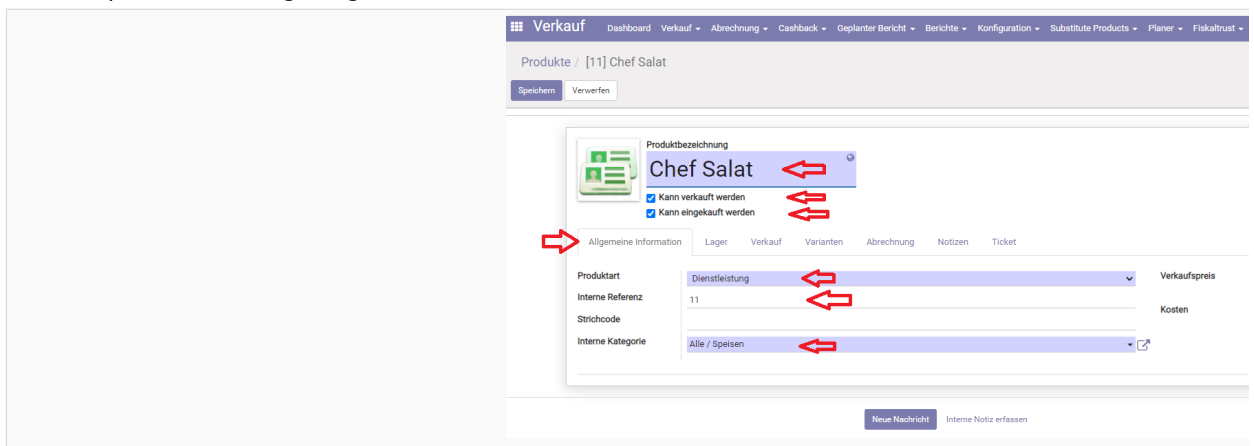 Verkauf Dashboard Verkauf Abrechnung Cashback Geplanter Bericht Berichte Konfiguration Substitute Products Planer Fiskaltrust
Produkte / [11] Chef Salat
Speichern Verwerfen
Produktbezeichnung
Chef Salat
Kann verkauft werden
Kann eingekauft werden
Allgemeine Information Lager Verkauf Varianten Abrechnung Notizen Ticket
Produktart Dienstleistung Verkaufspreis
Interne Referenz 11
Kosten
Strichcode
Interne Kategorie Alle / Speisen
Neue Nachricht Interne Notiz erfassen